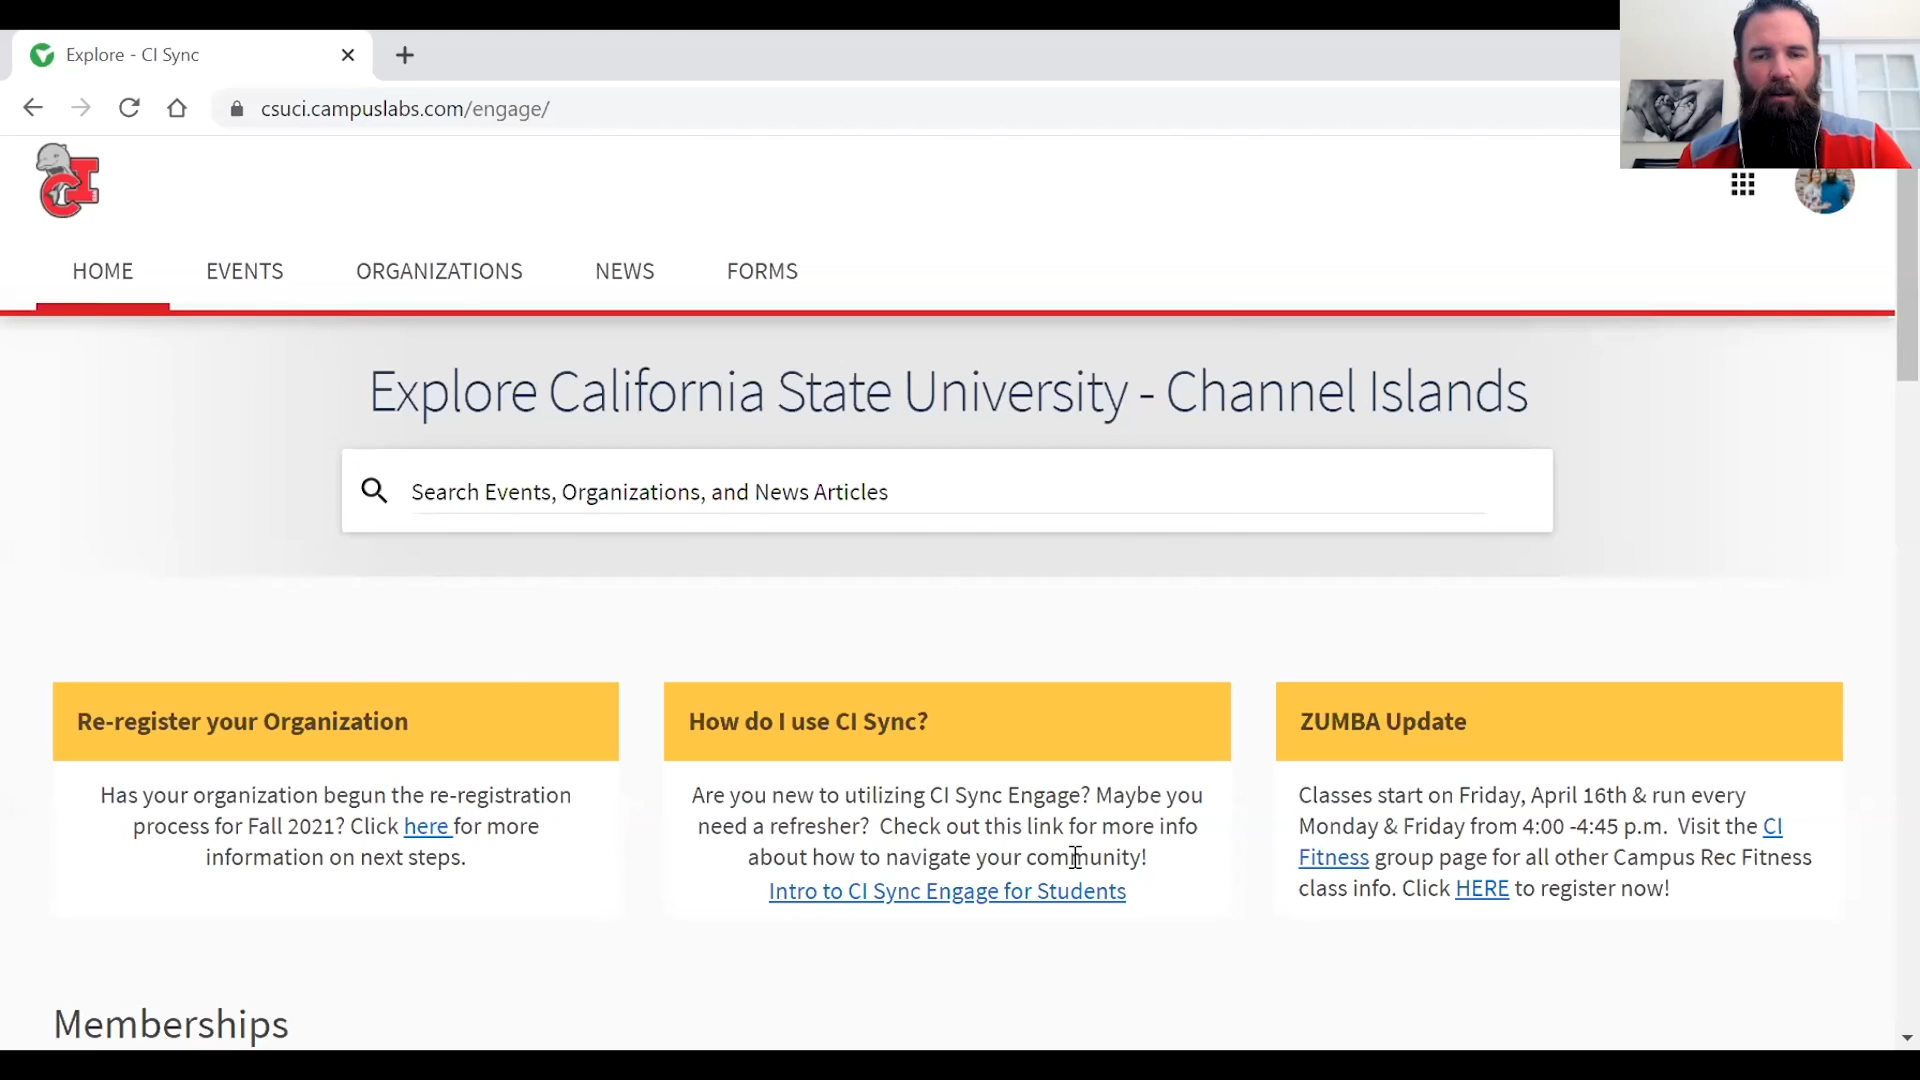 Explore - CI Sync
csuci.campuslabs.com/engage/
CI
HOME EVENTS ORGANIZATIONS NEWS FORMS
Explore California State University - Channel Islands
Search Events, Organizations, and News Articles
Re-register your Organization
Has your organization begun the re-registration
process for Fall 2021? Click here for more
information on next steps.
How do I use CI Sync?
Are you new to utilizing CI Sync Engage? Maybe you
need a refresher? Check out this link for more info
about how to navigate your community!
Intro to CI Sync Engage for Students
ZUMBA Update
Classes start on Friday, April 16th & run every
Monday & Friday from 4:00 -4:45 p.m. Visit the CI
Fitness group page for all other Campus Rec Fitness
class info. Click HERE to register now!
Memberships